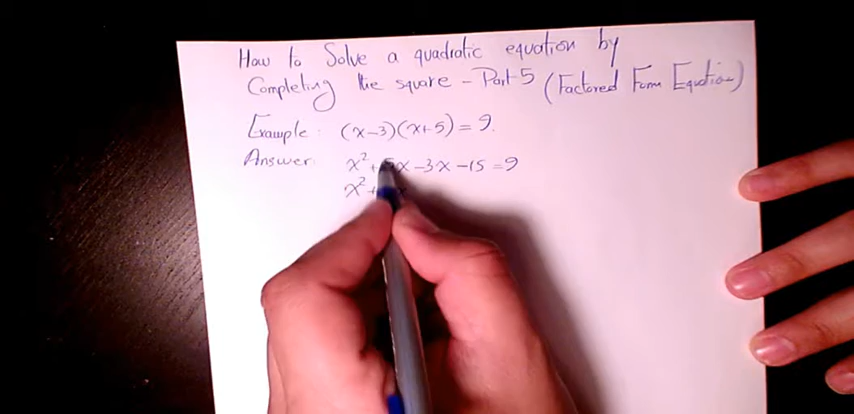 How to Solve a quadratic equation by
Completing the square - Part 5 (Factored Form Equation)
Example: (x-3)(x+5) = 9.
Answer: x² + 5x - 3x - 15 = 9
x² + x